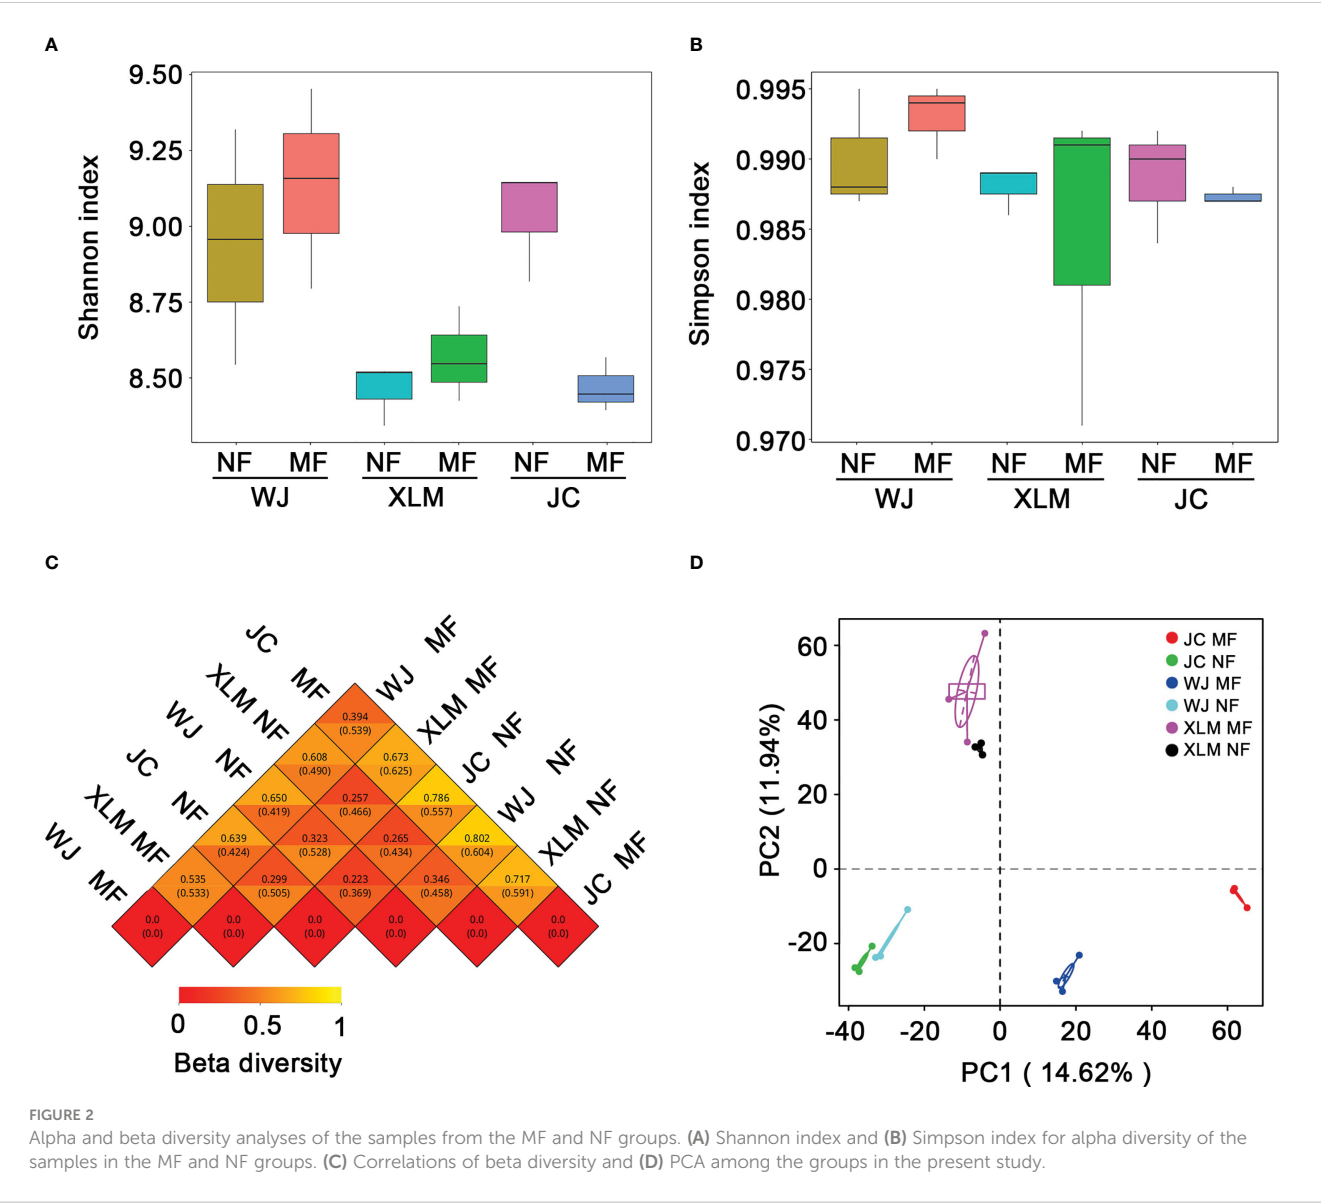 A
9.50
9.25
9.00
8.75
8.50
Shannon index
NF MF NF MF NF MF
WJ XLM JC
B
0.995
0.990
0.985
0.980
0.975
0.970
Simpson index
NF MF NF MF NF MF
WJ XLM JC
C
JC MF
XLM NF
WJ NF
JC NF
XLM MF
WJ MF
WJ MF
XLM MF
JC NF
WJ NF
XLM NF
JC MF
0.394
(0.539)
0.608 0.673
(0.490) (0.625)
0.650 0.257 0.786
(0.419) (0.466) (0.557)
0.639 0.323 0.265 0.802
(0.424) (0.528) (0.434) (0.604)
0.535 0.299 0.223 0.346 0.717
(0.533) (0.505) (0.369) (0.458) (0.591)
0.0 0.0 0.0 0.0 0.0 0.0
(0.0) (0.0) (0.0) (0.0) (0.0) (0.0)
0 0.5 1
Beta diversity
D
60
40
20
0
-20
PC2 (11.94%)
JC MF
JC NF
WJ MF
WJ NF
XLM MF
XLM NF
-40 -20 0 20 40 60
PC1 ( 14.62% )
FIGURE 2
Alpha and beta diversity analyses of the samples from the MF and NF groups. (A) Shannon index and (B) Simpson index for alpha diversity of the
samples in the MF and NF groups. (C) Correlations of beta diversity and (D) PCA among the groups in the present study.